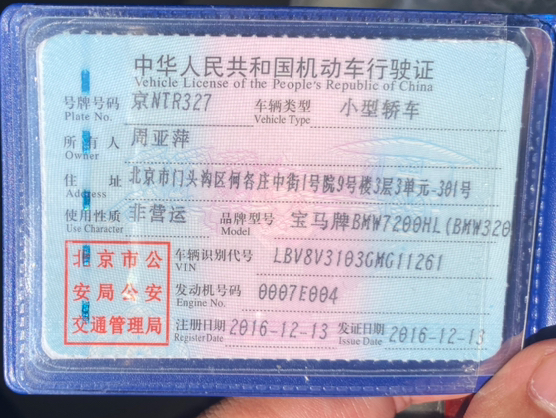 中华人民共和国机动车行驶证
Vehicle License of the People's Republic of China
号牌号码 京NTR327 车辆类型 小型轿车
Plate No. Vehicle Type
所有人 周亚萍
Owner
住址 北京市门头沟区何各庄中街1号院9号楼3层3单元-301号
Address
使用性质 非营运 品牌型号 宝马牌BMW7200HL(BMW320
Use Character Model
北京市公安局公安交通管理局
车辆识别代号 LBV8V3103GMG11261
VIN
发动机号码 0007E004
Engine No.
注册日期 2016-12-13 发证日期 2016-12-13
Register Date Issue Date